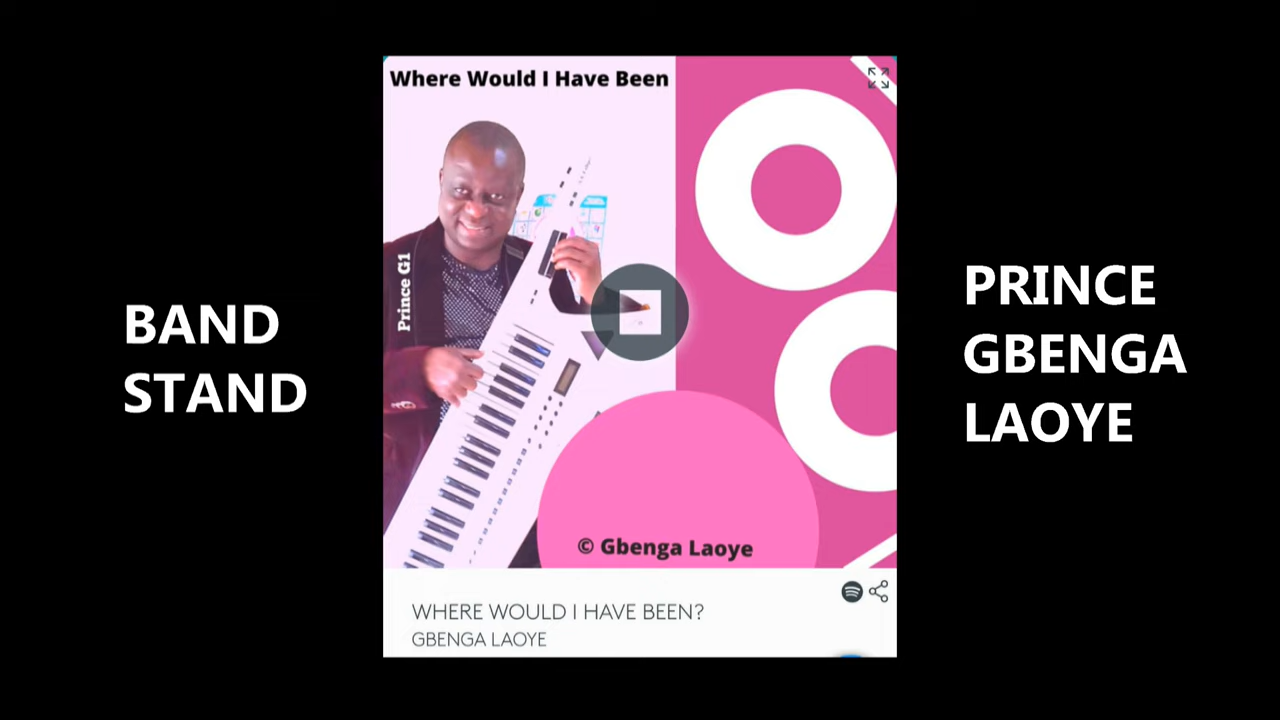 BAND
STAND
Where Would I Have Been
Prince G1
© Gbenga Laoye
WHERE WOULD I HAVE BEEN?
GBENGA LAOYE
PRINCE
GBENGA
LAOYE